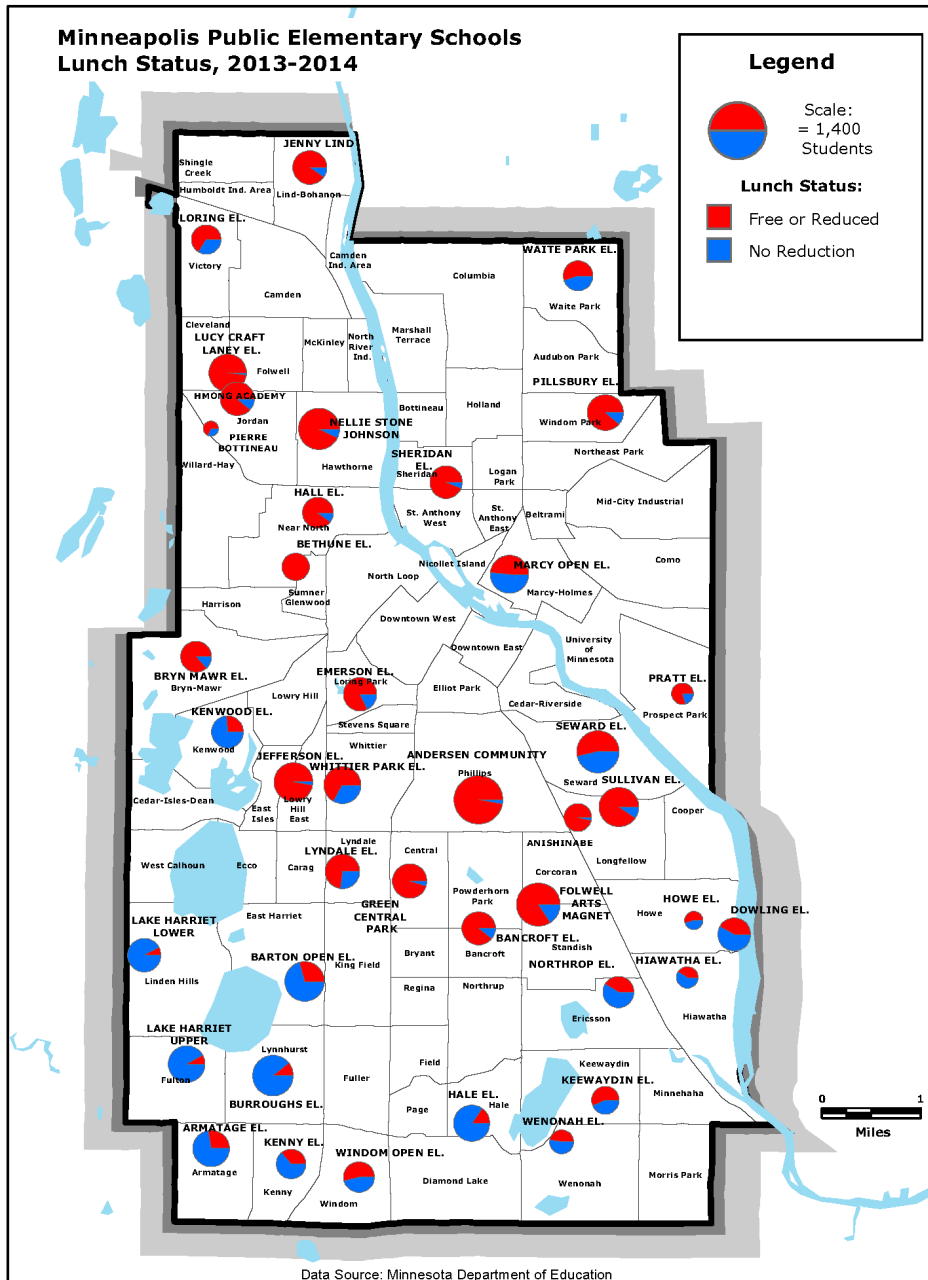 Minneapolis Public Elementary Schools
Lunch Status, 2013-2014
Legend
Scale:
= 1,400
Students
Lunch Status:
Free or Reduced
No Reduction
JENNY LIND
Shingle
Creek
Humboldt Ind. Area
Lind-Bohanon
LORING EL.
Victory
Camden
Ind. Area
Camden
Columbia
WAITE PARK EL.
Waite Park
Cleveland
LUCY CRAFT
LANEY EL.
Folwell
McKinley
North
River
Ind.
Marshall
Terrace
Audubon Park
PILLSBURY EL.
HMONG ACADEMY
Jordan
PIERRE
BOTTINEAU
Willard-Hay
NELLIE STONE
JOHNSON
Hawthorne
Bottineau
Holland
Windom Park
Northeast Park
SHERIDAN
EL.
Sheridan
Logan
Park
Mid-City Industrial
HALL EL.
Near North
St. Anthony
West
St.
Anthony
East
Beltrami
BETHUNE EL.
Sumner
Glenwood
North Loop
Nicollet Island
MARCY OPEN EL.
Marcy-Holmes
Como
Harrison
Downtown West
Downtown East
University
of
Minnesota
BRYN MAWR EL.
Bryn-Mawr
Lowry Hill
EMERSON EL.
Loring Park
Elliot Park
Cedar-Riverside
PRATT EL.
Prospect Park
KENWOOD EL.
Kenwood
Stevens Square
Whittier
SEWARD EL.
Seward
JEFFERSON EL.
WHITTIER PARK EL.
ANDERSEN COMMUNITY
Phillips
SULLIVAN EL.
Cedar-Isles-Dean
East
Isles
Lowry
Hill
East
Cooper
ANISHINABE
West Calhoun
Ecco
Carag
Lyndale
LYNDALE EL.
Central
Corcoran
Longfellow
Powderhorn
Park
GREEN
CENTRAL
PARK
FOLWELL
ARTS
MAGNET
Howe
HOWE EL.
DOWLING EL.
LAKE HARRIET
LOWER
Linden Hills
East Harriet
BARTON OPEN EL.
King Field
Bryant
BANCROFT EL.
Bancroft
Standish
NORTHROP EL.
HIAWATHA EL.
Hiawatha
Regina
Northrup
Ericsson
LAKE HARRIET
UPPER
Fulton
Lynnhurst
BURROUGHS EL.
Fuller
Field
Keewaydin
KEEWAYDIN EL.
Minnehaha
Page
HALE EL.
Hale
WENONAH EL.
ARMATAGE EL.
Armatage
KENNY EL.
Kenny
WINDOM OPEN EL.
Windom
Diamond Lake
Wenonah
Morris Park
0 1
Miles
Data Source: Minnesota Department of Education